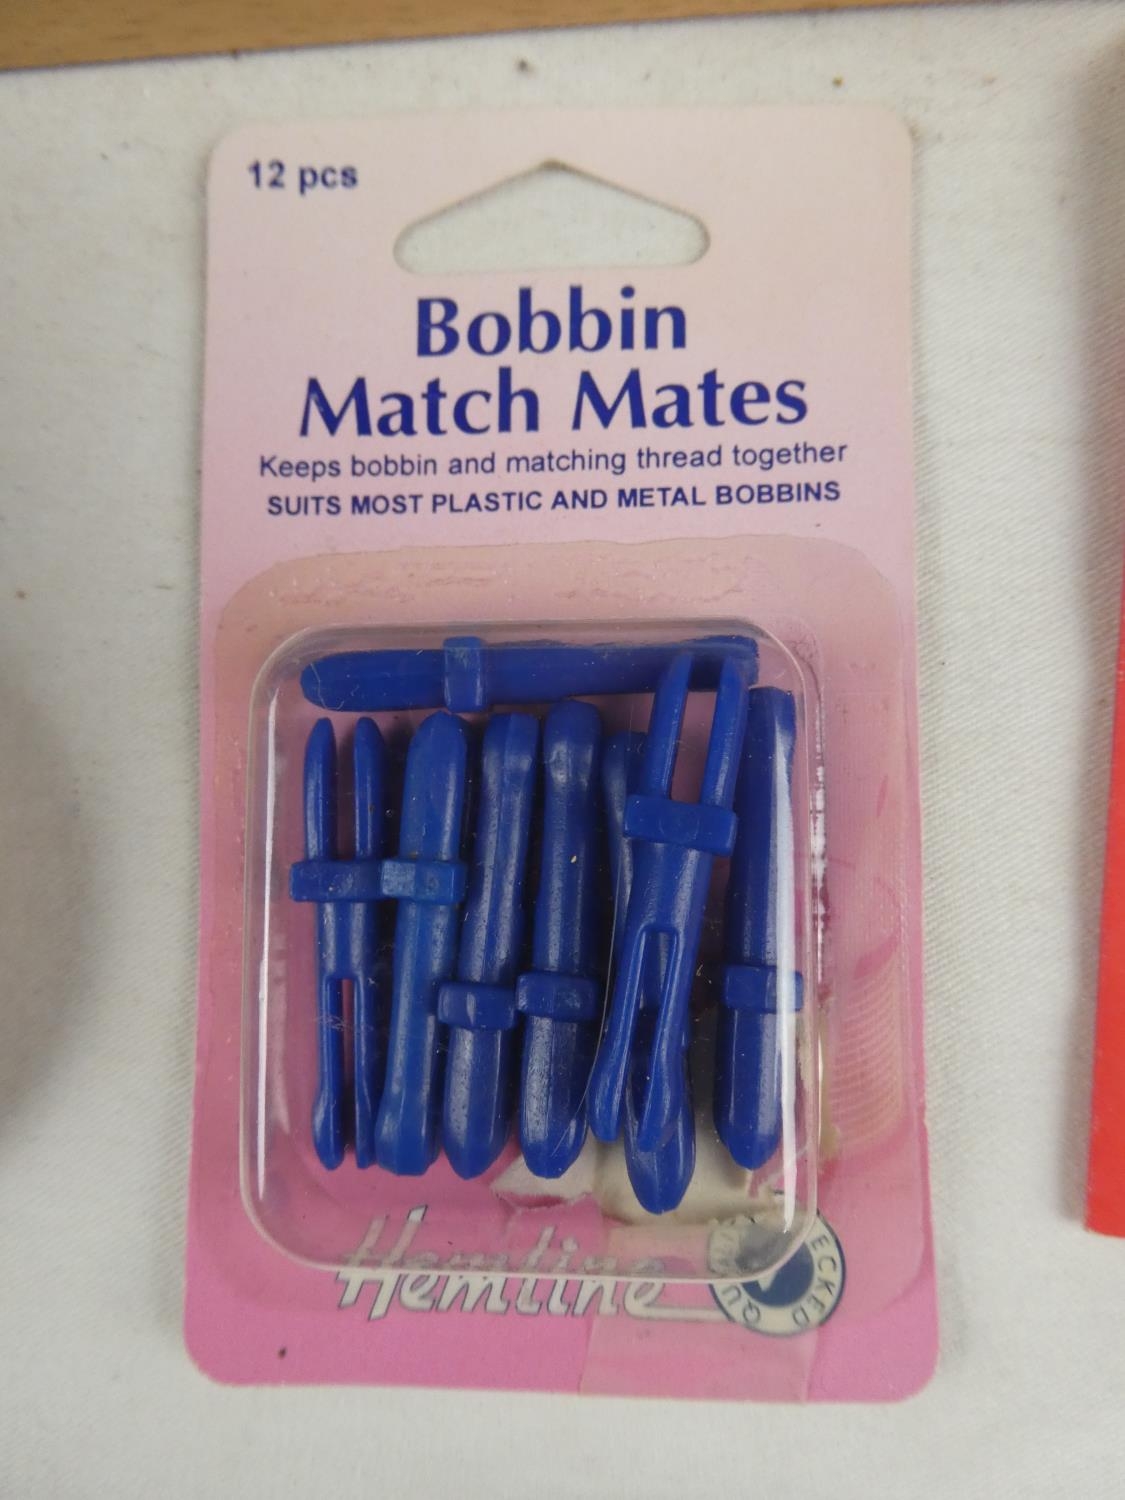 12 pcs
Bobbin
Match Mates
Keeps bobbin and matching thread together
SUITS MOST PLASTIC AND METAL BOBBINS
Hemline